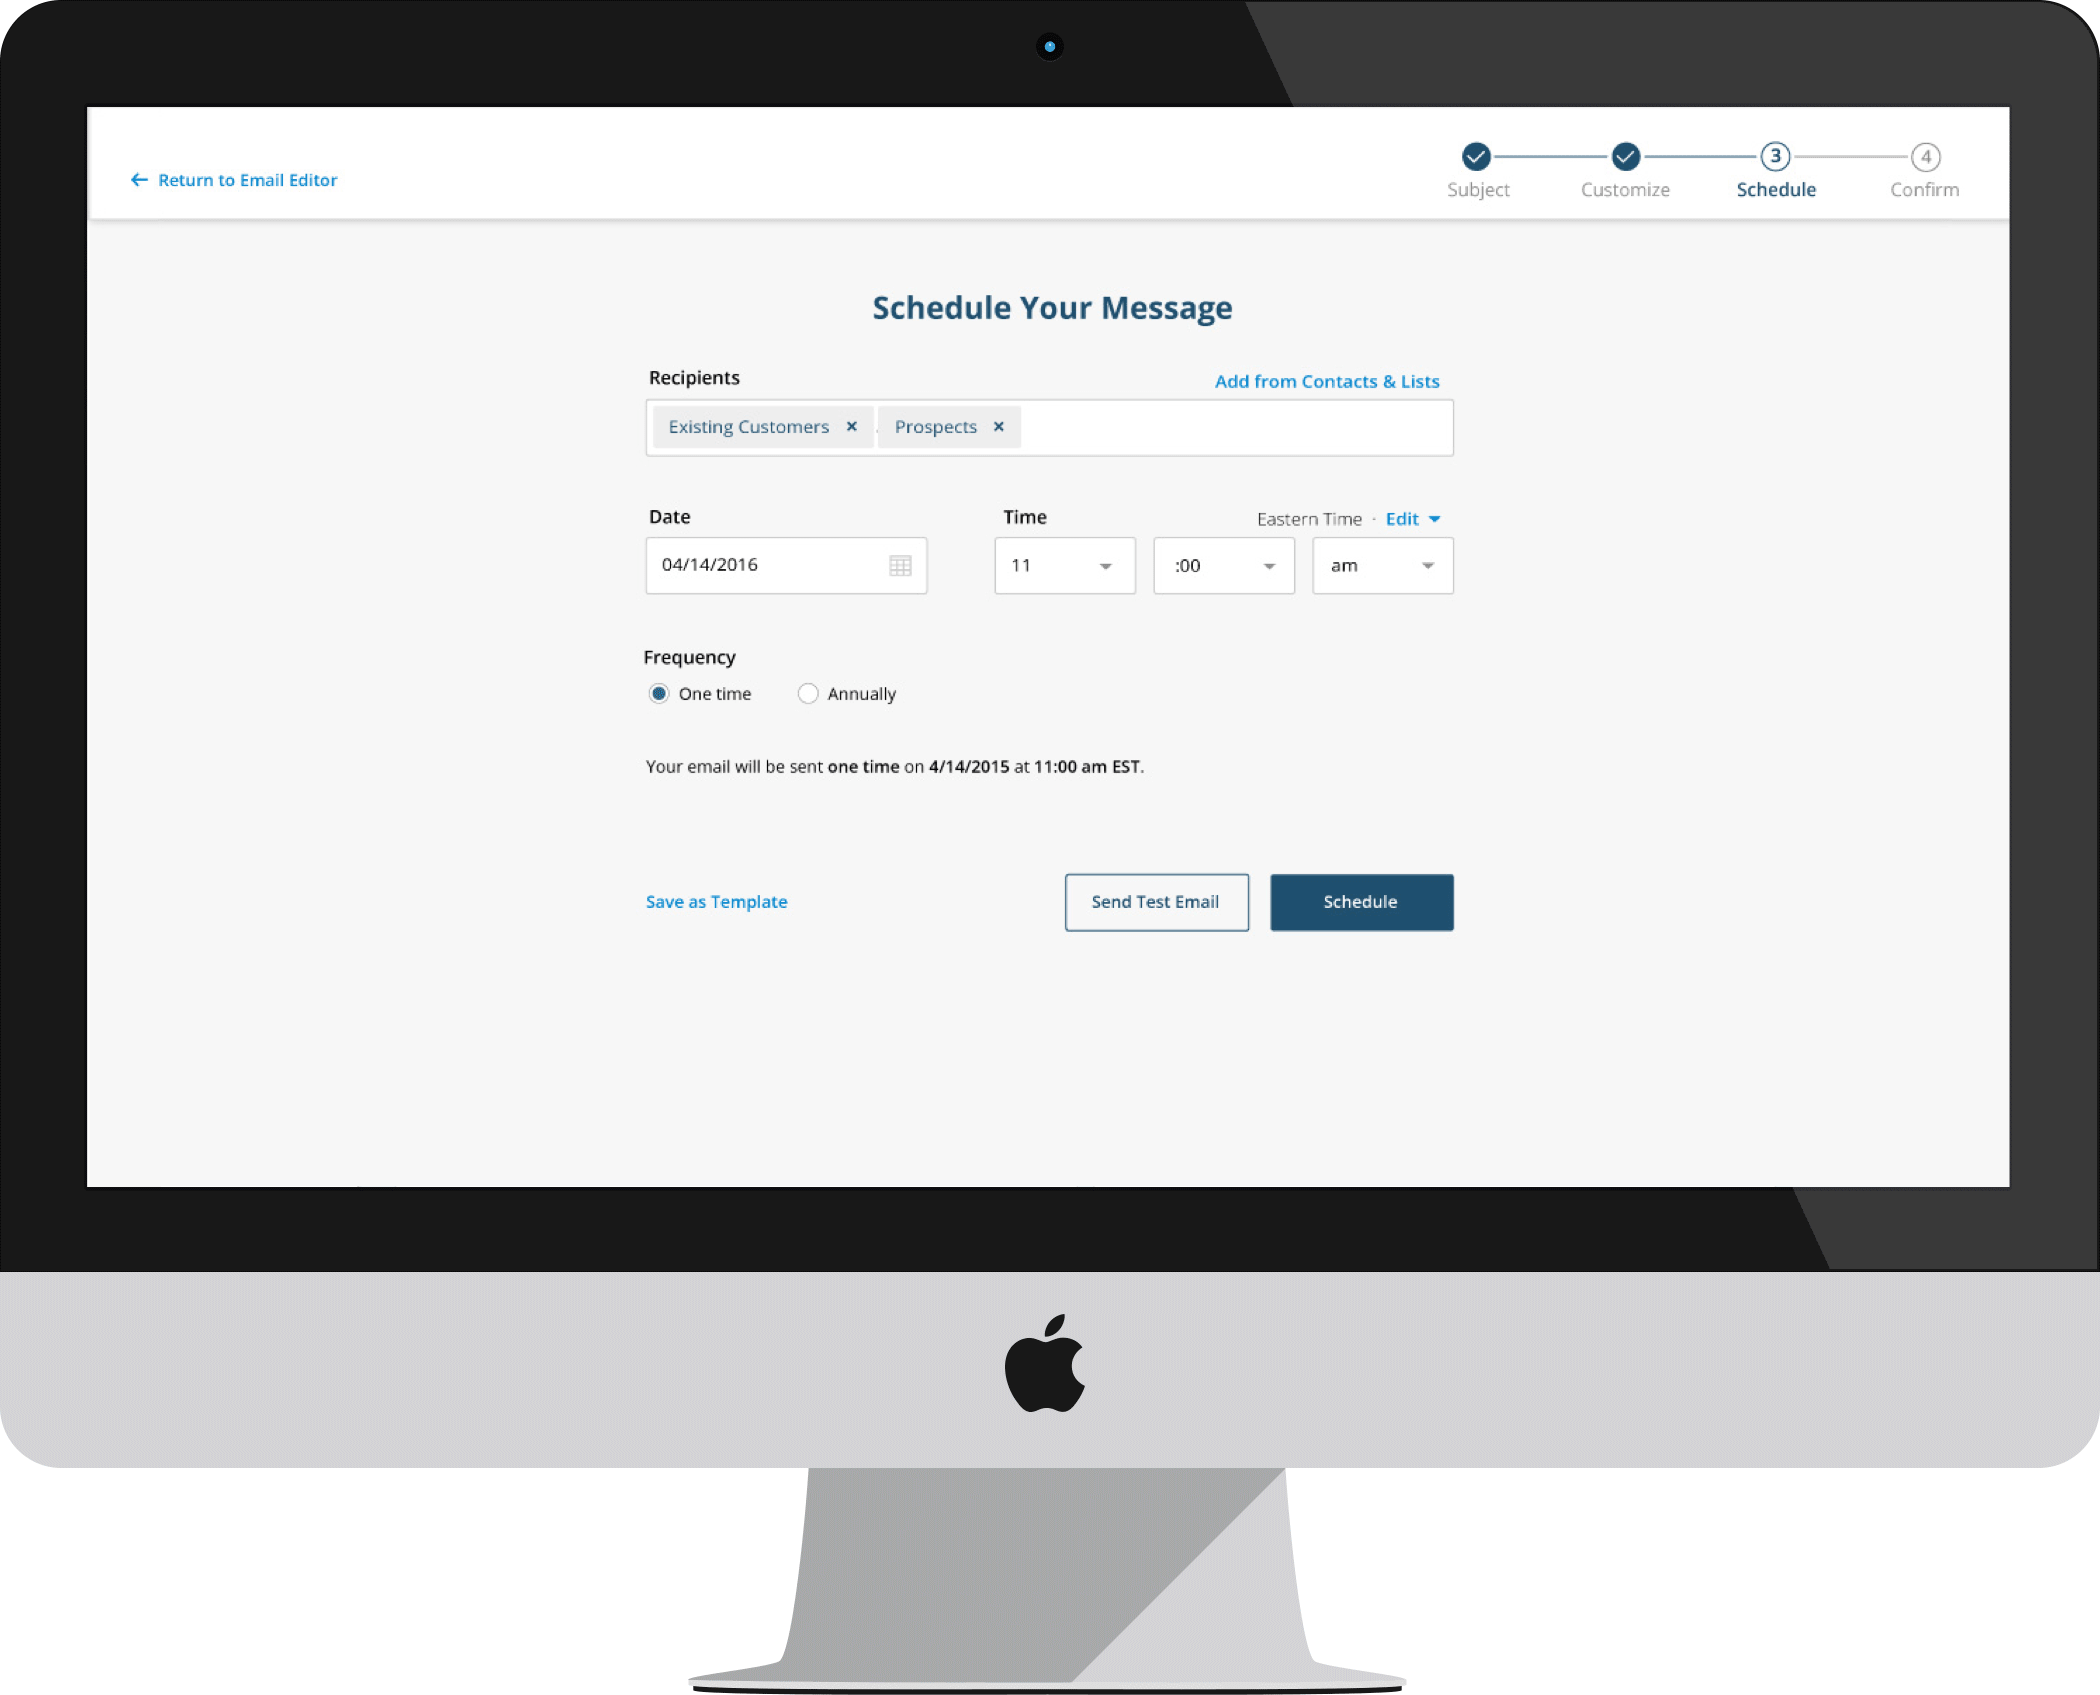 ← Return to Email Editor
3
4
Subject
Customize
Schedule
Confirm
Schedule Your Message
Recipients
Add from Contacts & Lists
Existing Customers ×
Prospects ×
Date
Time
Eastern Time · Edit
04/14/2016
11
:00
am
Frequency
One time
Annually
Your email will be sent one time on 4/14/2015 at 11:00 am EST.
Save as Template
Send Test Email
Schedule